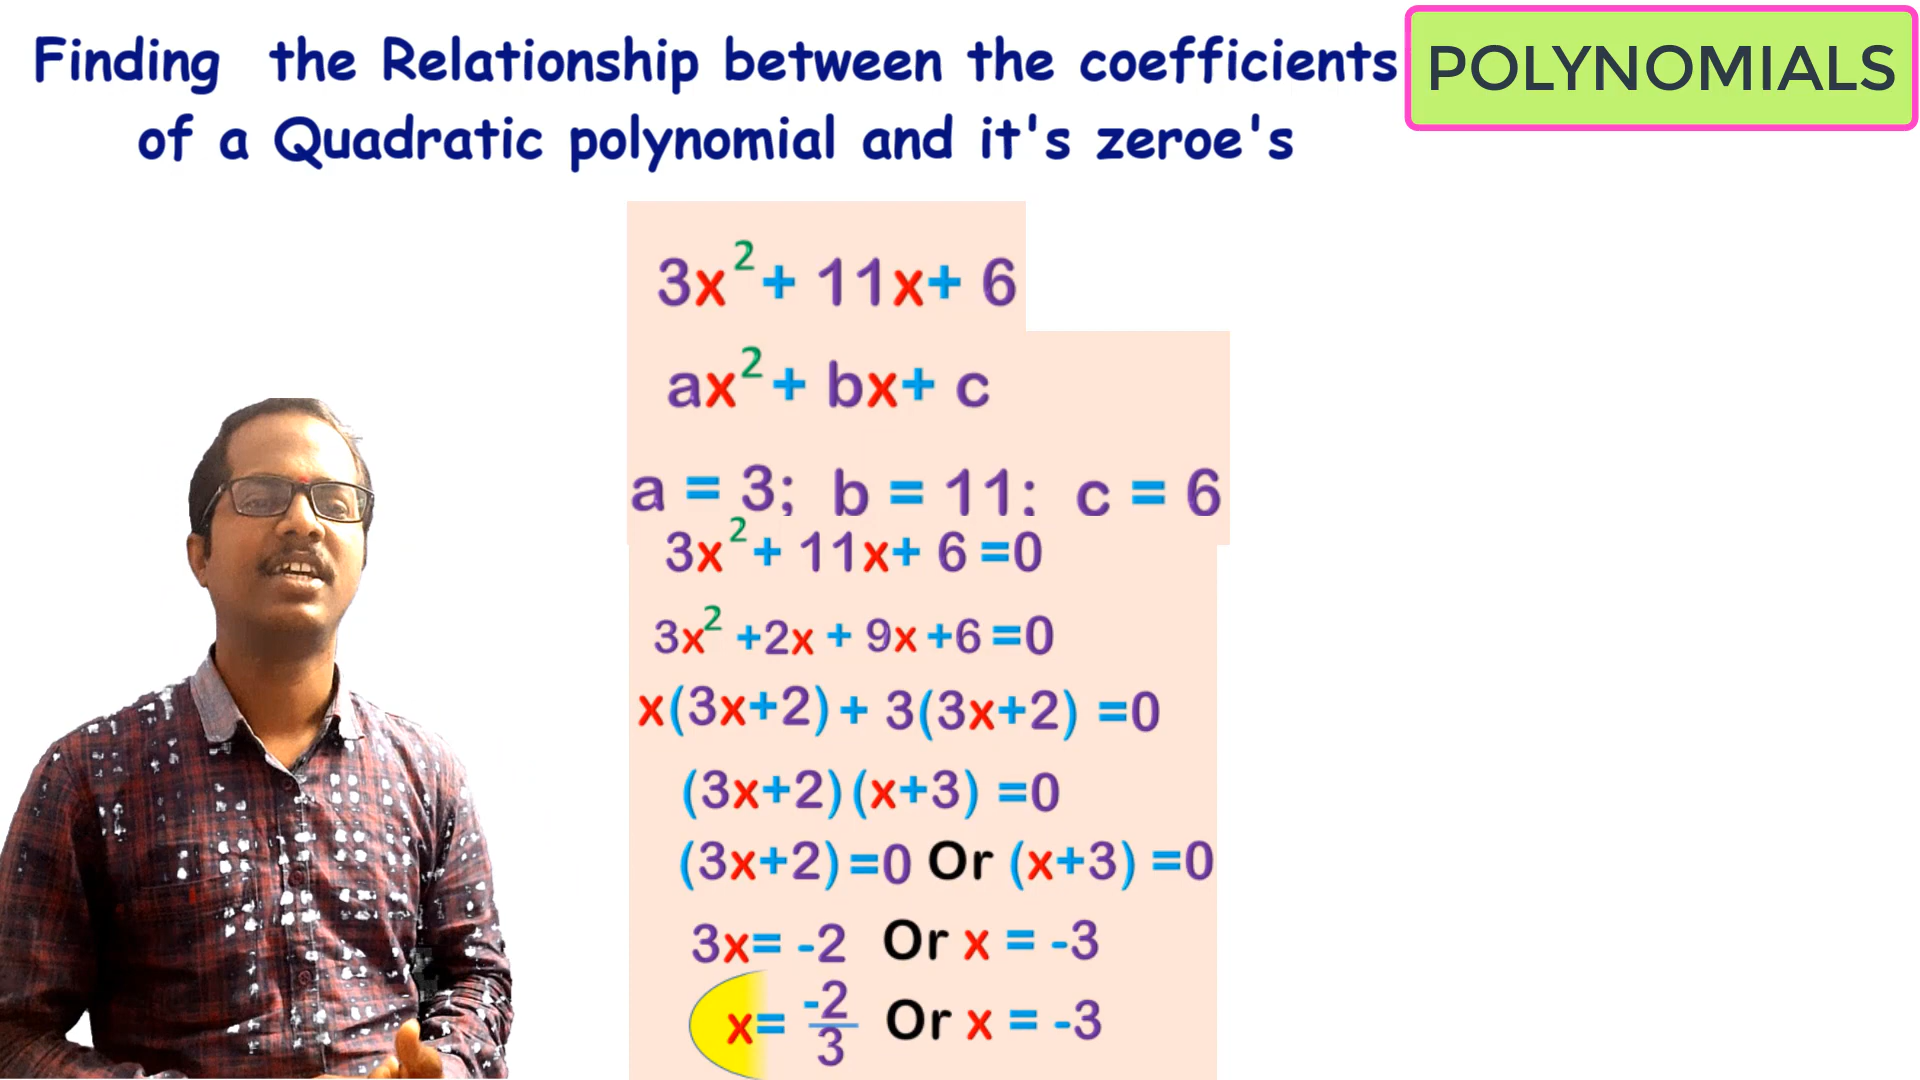 Finding the Relationship between the coefficients
of a Quadratic polynomial and it's zeroe's
POLYNOMIALS
3x² + 11x + 6
ax² + bx + c
a = 3; b = 11; c = 6
3x² + 11x + 6 =0
3x² +2x + 9x +6 =0
x(3x+2) + 3(3x+2) =0
(3x+2)(x+3) =0
(3x+2)=0 Or (x+3) =0
3x= -2 Or x = -3
x= -2/3 Or x = -3